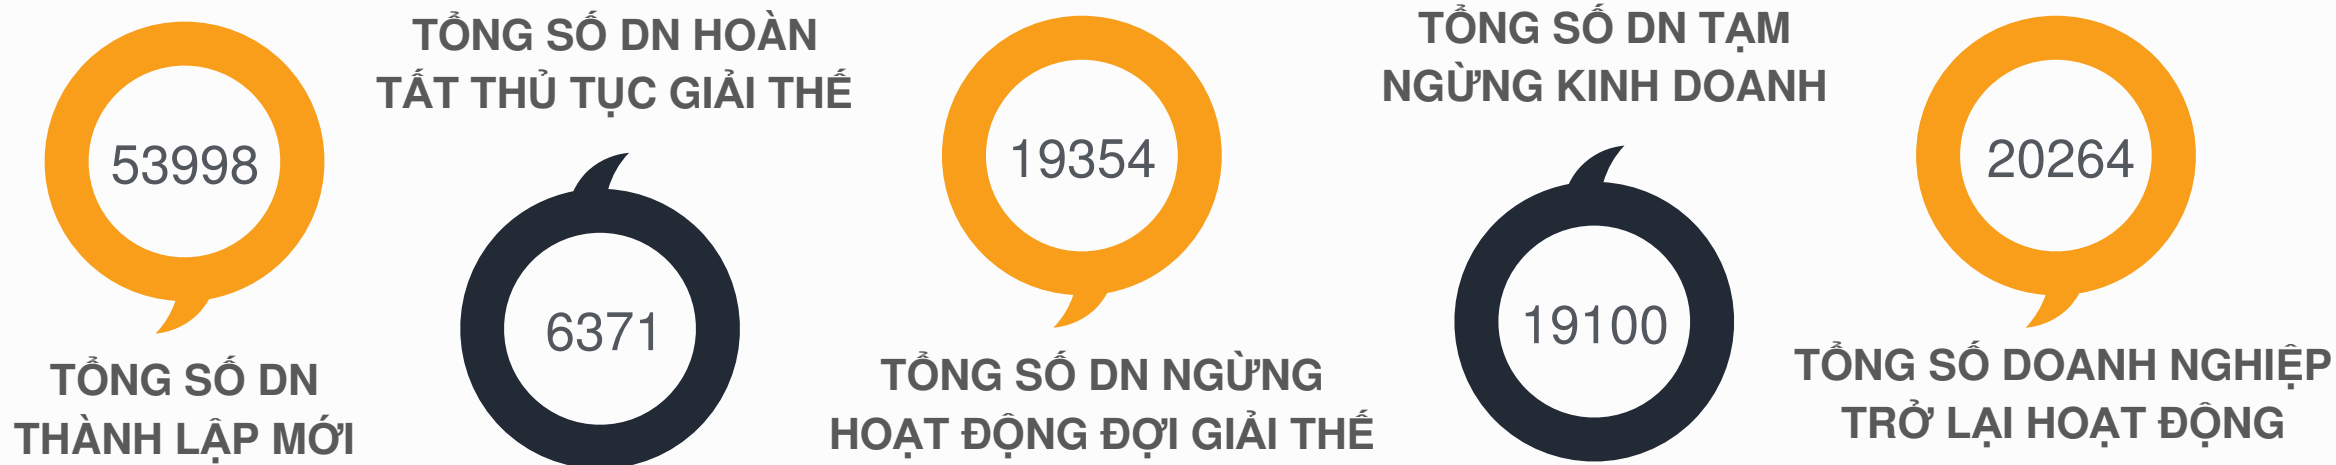 53998
TỔNG SỐ DN
THÀNH LẬP MỚI
TỔNG SỐ DN HOÀN
TẤT THỦ TỤC GIẢI THẾ
6371
19354
TỔNG SỐ DN NGỪNG
HOẠT ĐỘNG ĐỢI GIẢI THẾ
TỔNG SỐ DN TẠM
NGỪNG KINH DOANH
19100
20264
TỔNG SỐ DOANH NGHIỆP
TRỞ LẠI HOẠT ĐỘNG